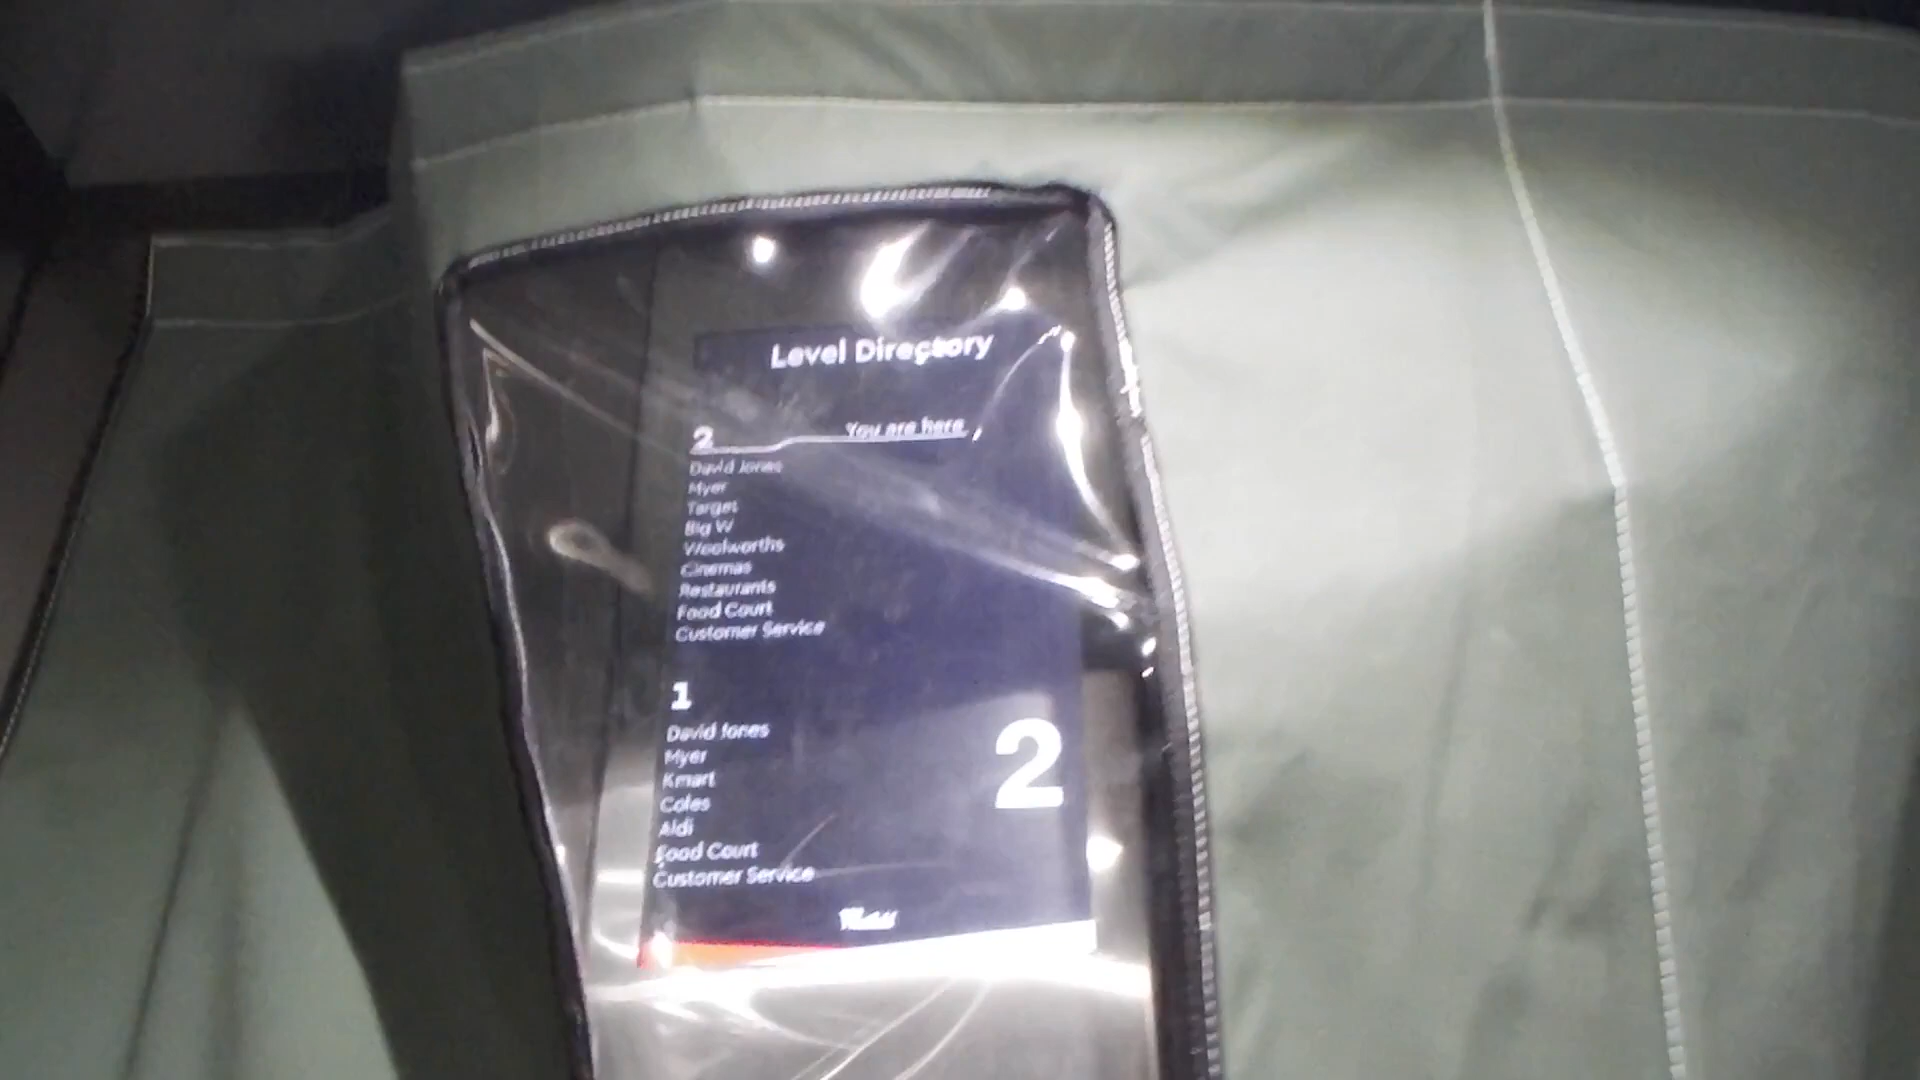 Level Directory
2 You are here
David Jones
Myer
Target
Big W
Woolworths
Cinemas
Restaurants
Food Court
Customer Service
1
David Jones
Myer
Kmart
Coles
Aldi
Food Court
Customer Service
2